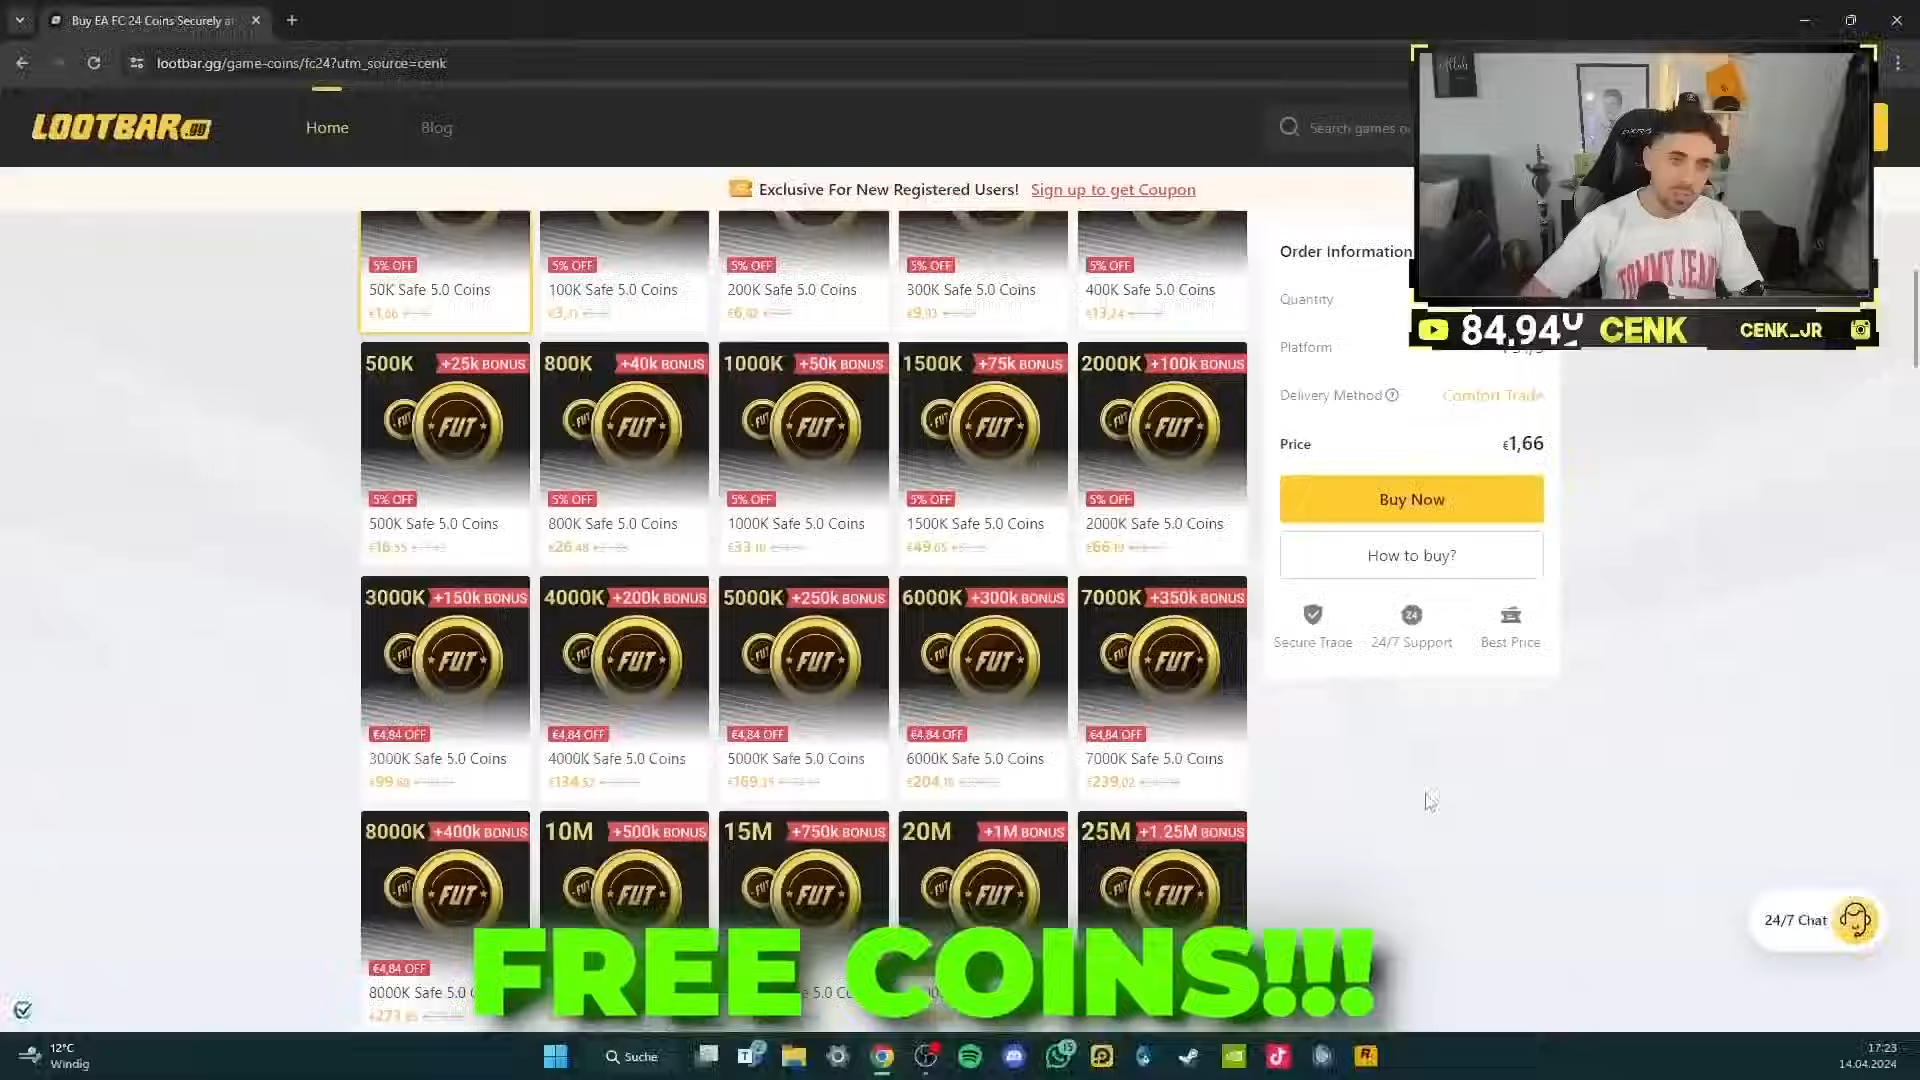 Buy EA FC 24 Coins Securely a
lootbar.gg/game-coins/fc24?utm_source=cenk
LOOTBAR.gg
Home
Blog
Search games o
Exclusive For New Registered Users! Sign up to get Coupon
5% OFF
50K Safe 5.0 Coins
€1,66
5% OFF
100K Safe 5.0 Coins
5% OFF
200K Safe 5.0 Coins
5% OFF
300K Safe 5.0 Coins
€9,93
5% OFF
400K Safe 5.0 Coins
€13,24
500K +25k BONUS
FUT
5% OFF
500K Safe 5.0 Coins
€16,55
800K +40k BONUS
FUT
5% OFF
800K Safe 5.0 Coins
€26,48
1000K +50k BONUS
FUT
5% OFF
1000K Safe 5.0 Coins
€33,10
1500K +75k BONUS
FUT
5% OFF
1500K Safe 5.0 Coins
€49,65
2000K +100k BONUS
FUT
5% OFF
2000K Safe 5.0 Coins
€66,19
3000K +150k BONUS
FUT
€4,84 OFF
3000K Safe 5.0 Coins
4000K +200k BONUS
FUT
€4,84 OFF
4000K Safe 5.0 Coins
€134,52
5000K +250k BONUS
FUT
€4,84 OFF
5000K Safe 5.0 Coins
6000K +300k BONUS
FUT
€4,84 OFF
6000K Safe 5.0 Coins
7000K +350k BONUS
FUT
€4,84 OFF
7000K Safe 5.0 Coins
€239,02
8000K +400k BONUS
FUT
€4,84 OFF
8000K Safe 5.0
10M +500k BONUS
FUT
15M +750k BONUS
FUT
20M +1M BONUS
FUT
25M +1.25M BONUS
FUT
Order Information
Quantity
Platform
Delivery Method Comfort Trade
Price €1,66
Buy Now
How to buy?
Secure Trade
24/7 Support
Best Price
TOMMY JEANS
84.94
CENK
CENK_JR
24/7 Chat
FREE COINS!!!
12°C
Windig
Suche
17:23
14.04.2024